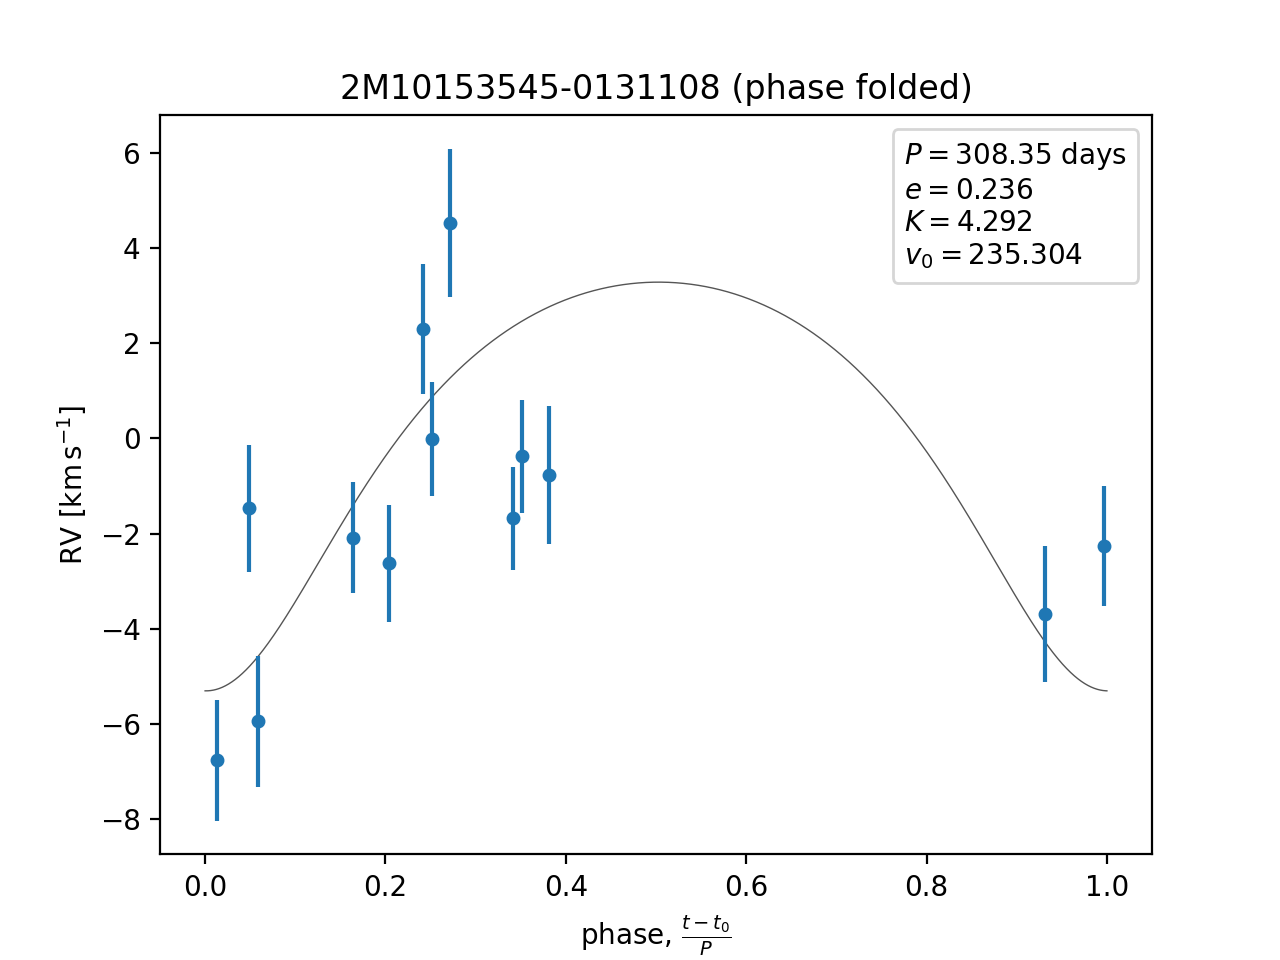 2M10153545-0131108 (phase folded)
P = 308.35 days
e = 0.236
K = 4.292
v₀ = 235.304
RV [km s⁻¹]
6
4
2
0
−2
−4
−6
−8
0.0 0.2 0.4 0.6 0.8 1.0
phase, (t − t₀)/P